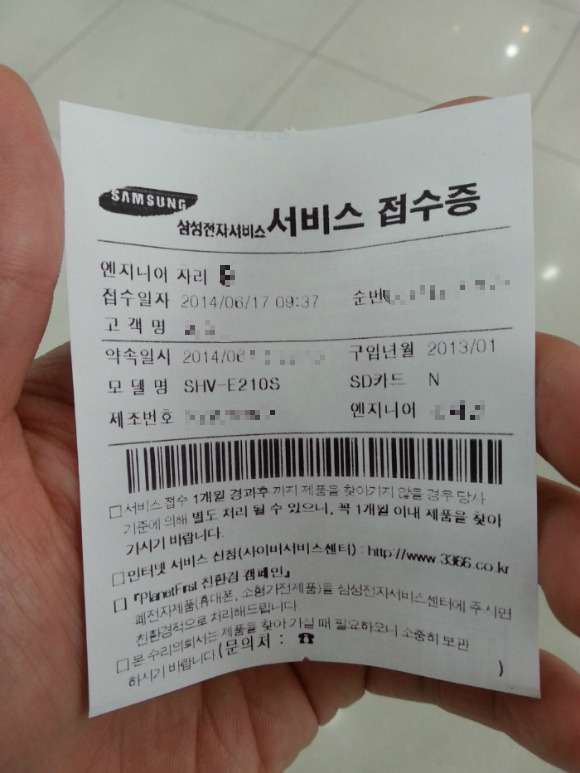 SAMSUNG
삼성전자서비스 서비스 접수증
엔지니어 자리
접수일자 2014/06/17 09:37 순번
고 객 명
약속일시 2014/06 구입년월 2013/01
모 델 명 SHV-E210S SD카드 N
제조번호 엔지니어
□ 서비스 접수 1개월 경과후 까지 제품을 찾아가지 않을 경우 당사
기준에 의해 별도 처리 될 수 있으니, 꼭 1개월 이내 제품을 찾아
가시기 바랍니다.
□ 인터넷 서비스 신청(사이버서비스센터) : http://www.3366.co.kr
□ 『PlanetFirst 친환경 캠페인』
폐전자제품(휴대폰, 소형가전제품)을 삼성전자서비스센터에 주시면
친환경적으로 처리해드립니다.
□ 본 수리의뢰서는 제품을 찾아 가실 때 필요하오니 소중히 보관
하시기 바랍니다 (문의처 : ☎ )